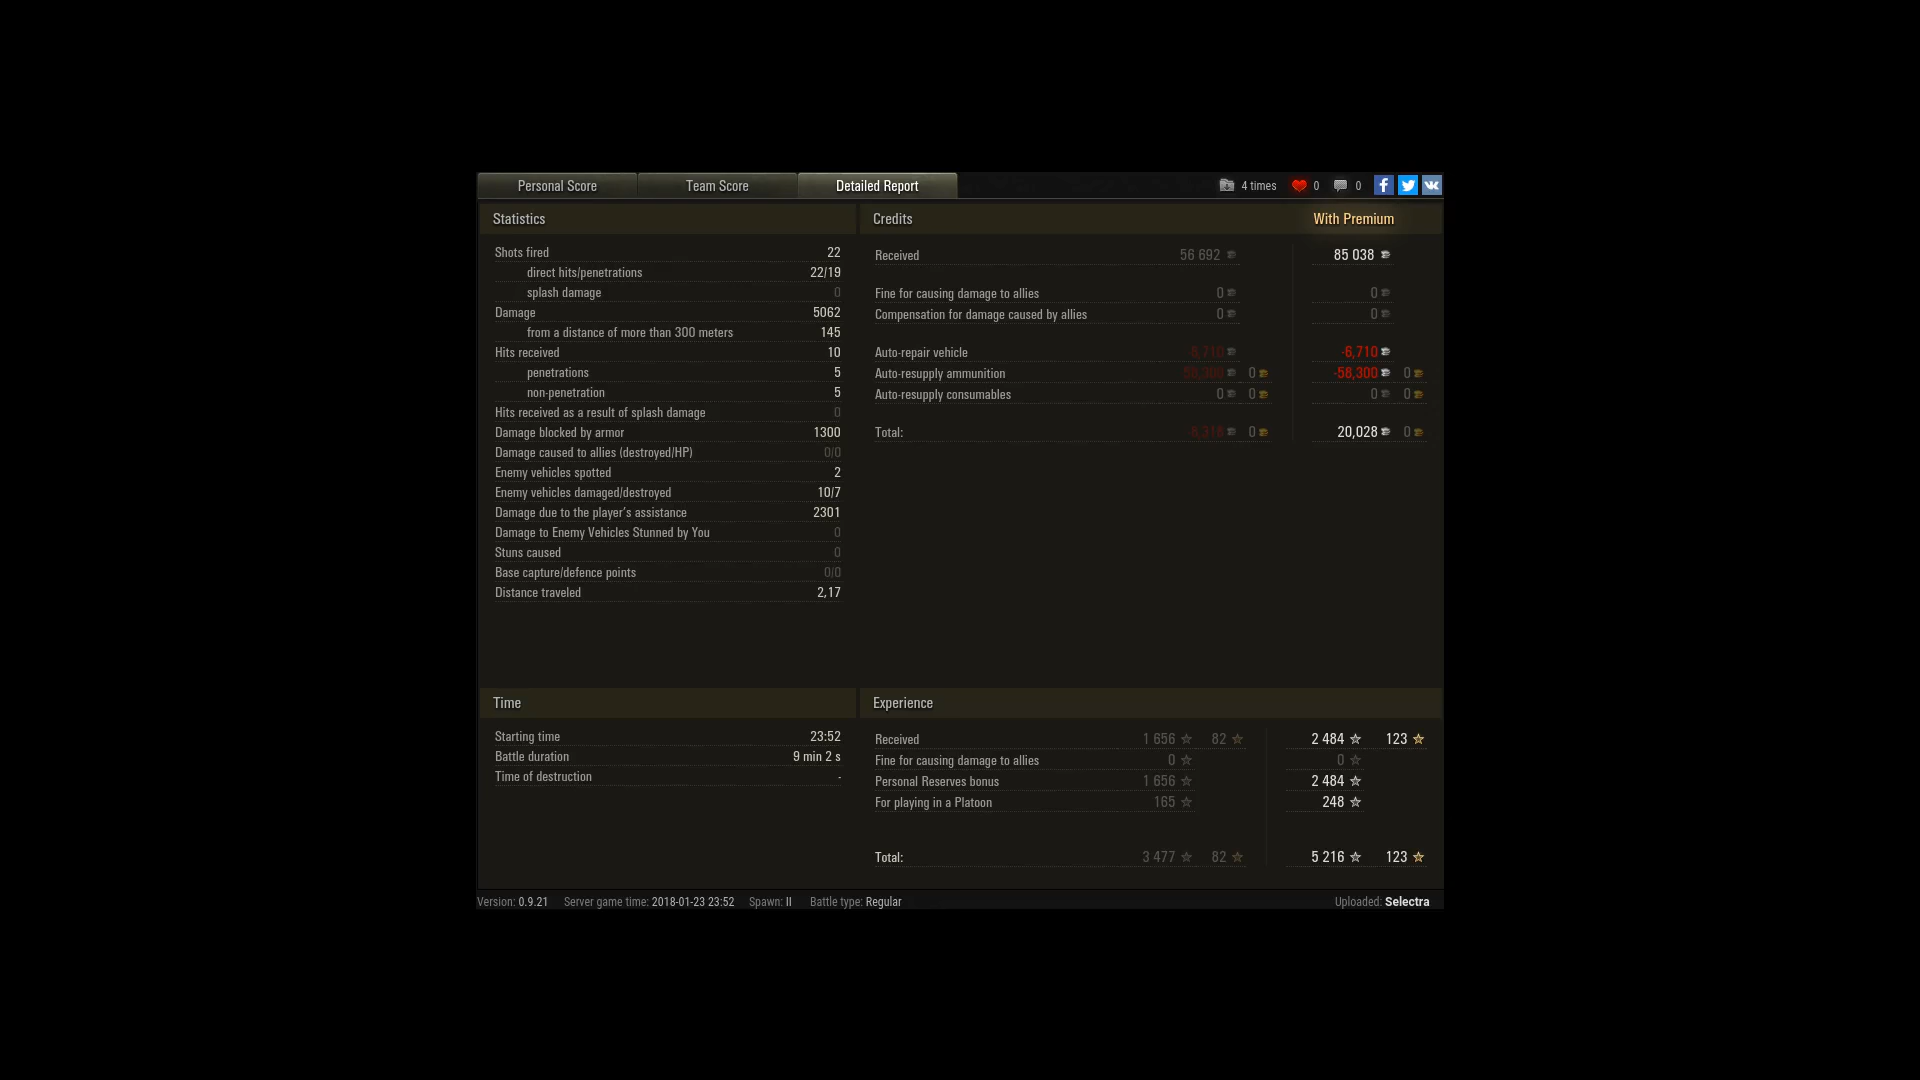 Personal Score Team Score Detailed Report 4 times 0 0
Statistics
Shots fired 22
direct hits/penetrations 22/19
splash damage 0
Damage 5062
from a distance of more than 300 meters 145
Hits received 10
penetrations 5
non-penetration 5
Hits received as a result of splash damage 0
Damage blocked by armor 1300
Damage caused to allies (destroyed/HP) 0/0
Enemy vehicles spotted 2
Enemy vehicles damaged/destroyed 10/7
Damage due to the player's assistance 2301
Damage to Enemy Vehicles Stunned by You 0
Stuns caused 0
Base capture/defence points 0/0
Distance traveled 2,17
Credits With Premium
Received 56 692 85 038
Fine for causing damage to allies 0 0
Compensation for damage caused by allies 0 0
Auto-repair vehicle -6,710 -6,710
Auto-resupply ammunition 0 -58,300 0
Auto-resupply consumables 0 0 0 0
Total: 0 20,028 0
Time
Starting time 23:52
Battle duration 9 min 2 s
Time of destruction -
Experience
Received 1 656 82 2 484 123
Fine for causing damage to allies 0 0
Personal Reserves bonus 1 656 2 484
For playing in a Platoon 165 248
Total: 3 477 82 5 216 123
Version: 0.9.21 Server game time: 2018-01-23 23:52 Spawn: II Battle type: Regular Uploaded: Selectra